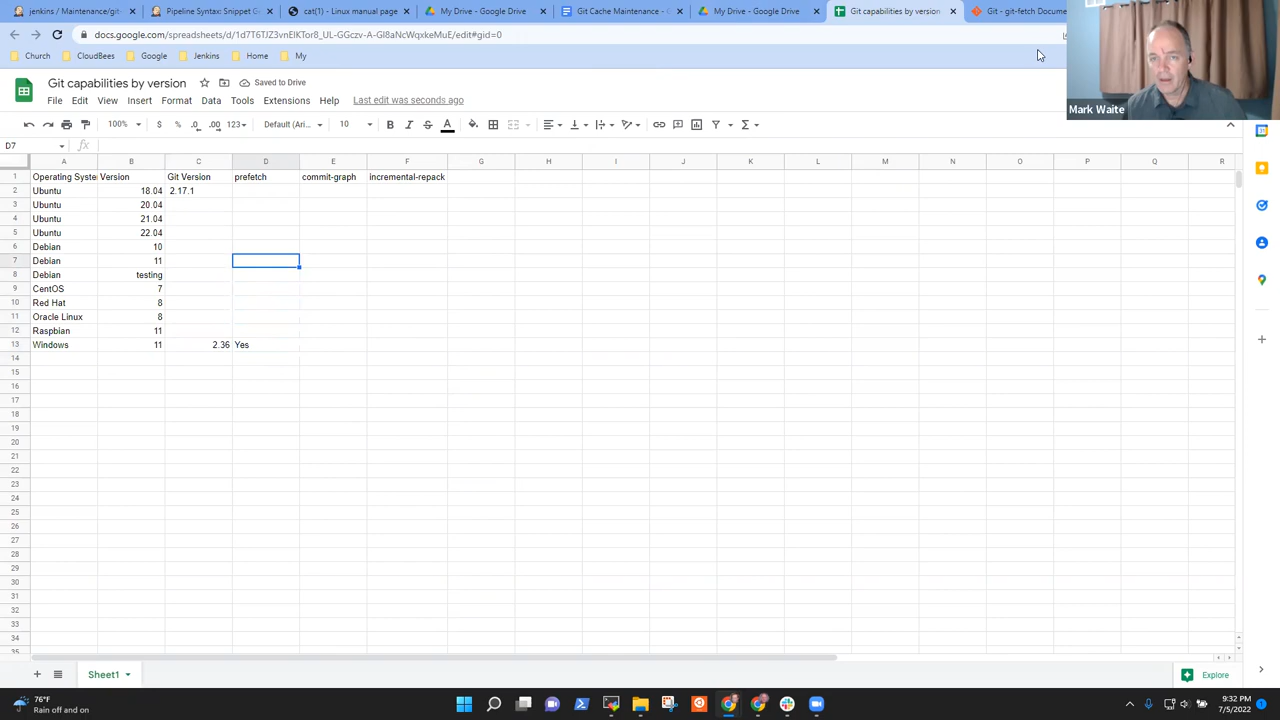 jenkins / Maintenance/git
Pipeline Syntax: Snippet G
cat(1) - Linux manual page
My Drive - Google Drive
Git Cache Maintenance -
My Drive - Google Drive
Git capabilities by version
Git - git-fetch Docume
docs.google.com/spreadsheets/d/1d7T6TJZ3vnElKTor8_UL-GGczv-A-GI8aNcWqxkeMuE/edit#gid=0
Church CloudBees Google Jenkins Home My
Mark Waite
Git capabilities by version Saved to Drive
File Edit View Insert Format Data Tools Extensions Help Last edit was seconds ago
100% $ % .0 .00 123 Default (Ari... 10 B I S A
D7
A B C D E F G H I J K L M N O P Q R
1 Operating Syste Version Git Version prefetch commit-graph incremental-repack
2 Ubuntu 18.04 2.17.1
3 Ubuntu 20.04
4 Ubuntu 21.04
5 Ubuntu 22.04
6 Debian 10
7 Debian 11
8 Debian testing
9 CentOS 7
10 Red Hat 8
11 Oracle Linux 8
12 Raspbian 11
13 Windows 11 2.36 Yes
14
15
16
17
18
19
20
21
22
23
24
25
26
27
28
29
30
31
32
33
34
35
Sheet1
Explore
76°F
Rain off and on
9:32 PM
7/5/2022